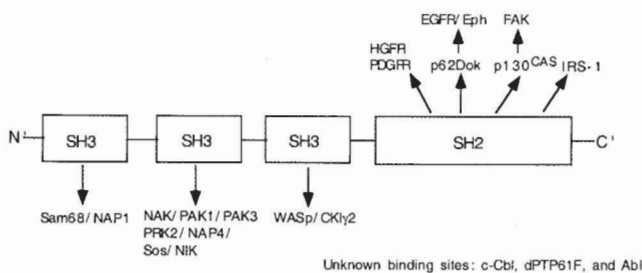 EGFR/ Eph FAK
HGFR
PDGFR p62Dok p130CAS IRS-1
N' SH3 SH3 SH3 SH2 C'
Sam68/ NAP1 NAK/ PAK1/ PAK3 WASp/ CKIγ2
PRK2/ NAP4/
Sos/ NIK
Unknown binding sites: c-Cbl, dPTP61F, and Abl